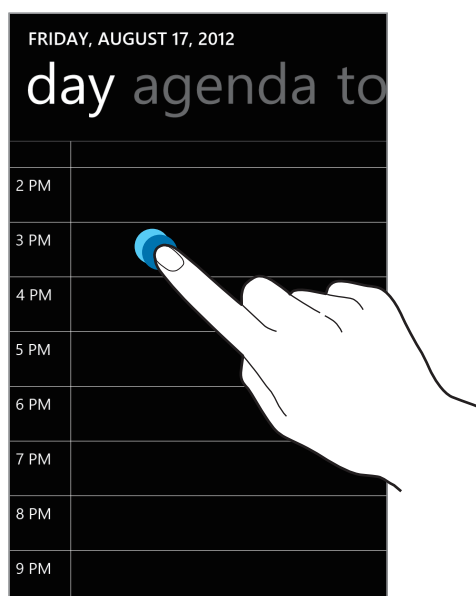 FRIDAY, AUGUST 17, 2012
day agenda to
2 PM
3 PM
4 PM
5 PM
6 PM
7 PM
8 PM
9 PM